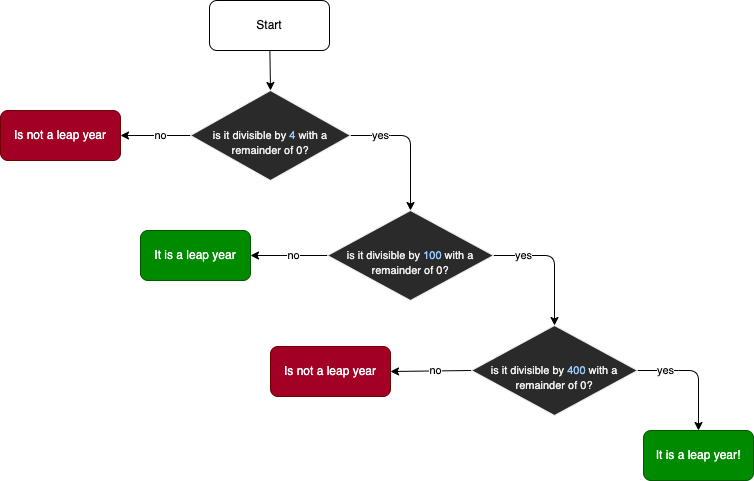 Start
Is not a leap year
no
is it divisible by 4 with a
remainder of 0?
yes
It is a leap year
no
is it divisible by 100 with a
remainder of 0?
yes
Is not a leap year
no
is it divisible by 400 with a
remainder of 0?
yes
It is a leap year!